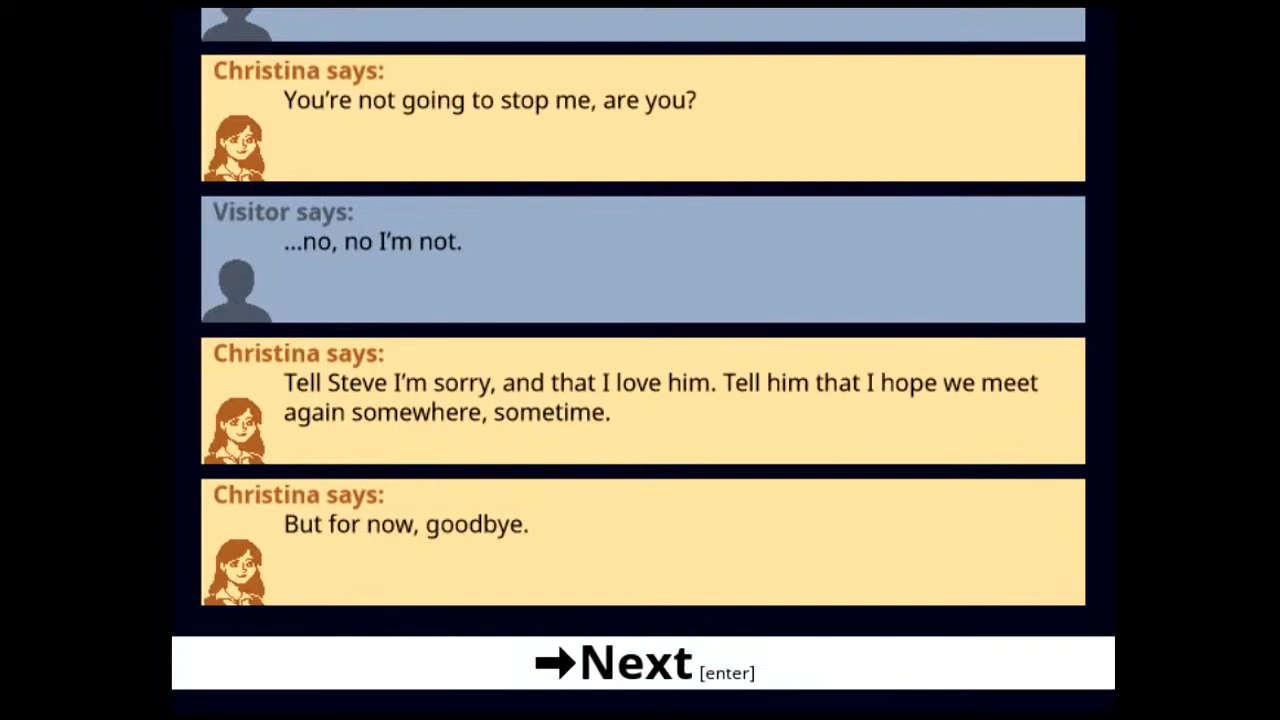 Christina says:
You’re not going to stop me, are you?
Visitor says:
...no, no I’m not.
Christina says:
Tell Steve I’m sorry, and that I love him. Tell him that I hope we meet
again somewhere, sometime.
Christina says:
But for now, goodbye.
➡Next [enter]